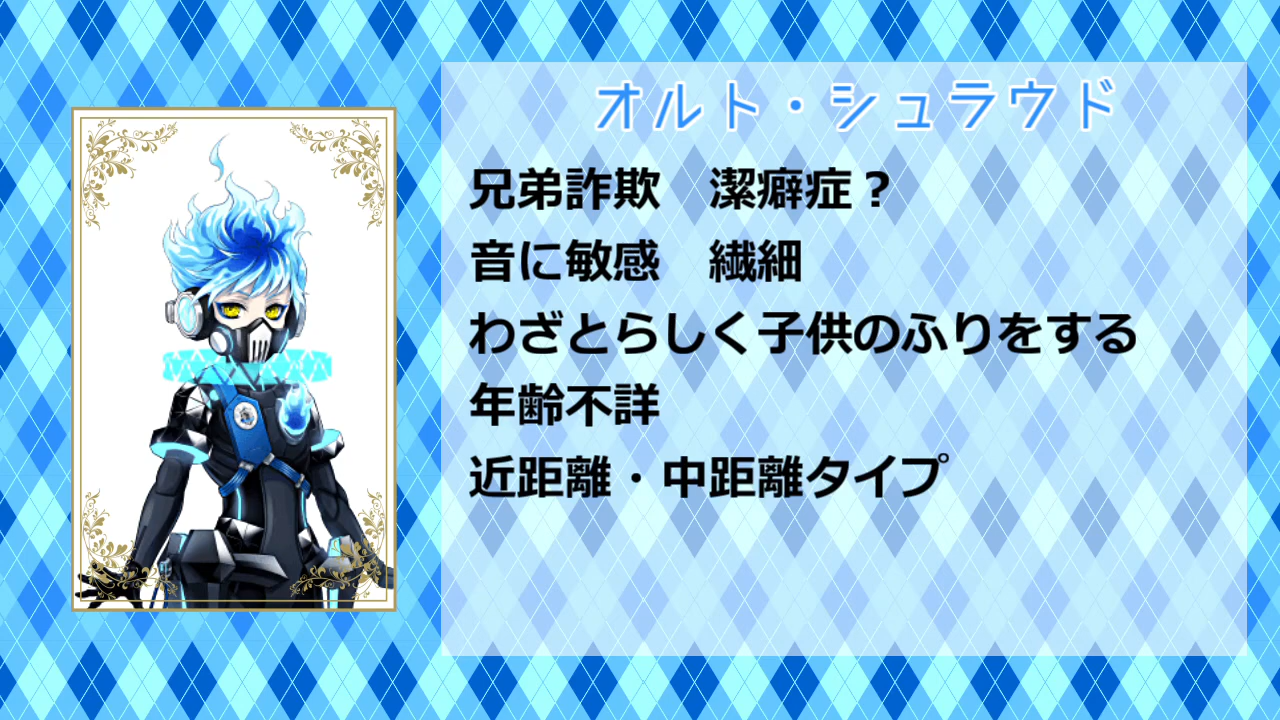 オルト・シュラウド
兄弟詐欺　潔癖症？
音に敏感　繊細
わざとらしく子供のふりをする
年齢不詳
近距離・中距離タイプ